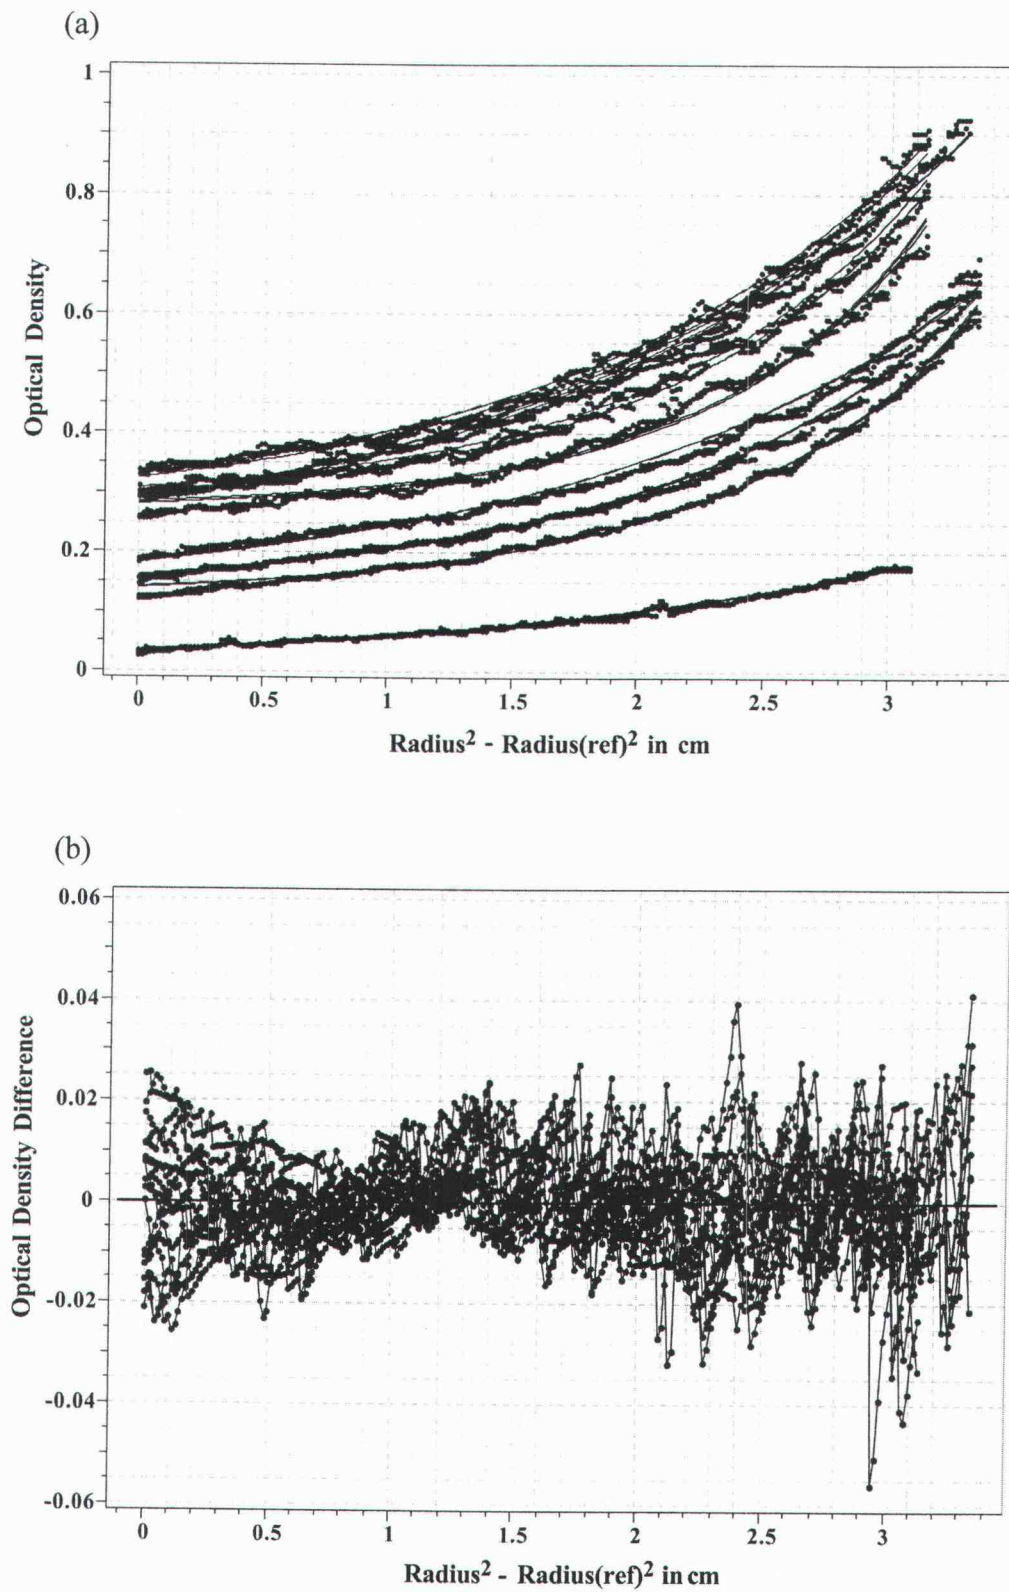 (a)
1
0.8
0.6
0.4
0.2
0
Optical Density
0 0.5 1 1.5 2 2.5 3
Radius² - Radius(ref)² in cm
(b)
0.06
0.04
0.02
0
-0.02
-0.04
-0.06
Optical Density Difference
0 0.5 1 1.5 2 2.5 3
Radius² - Radius(ref)² in cm